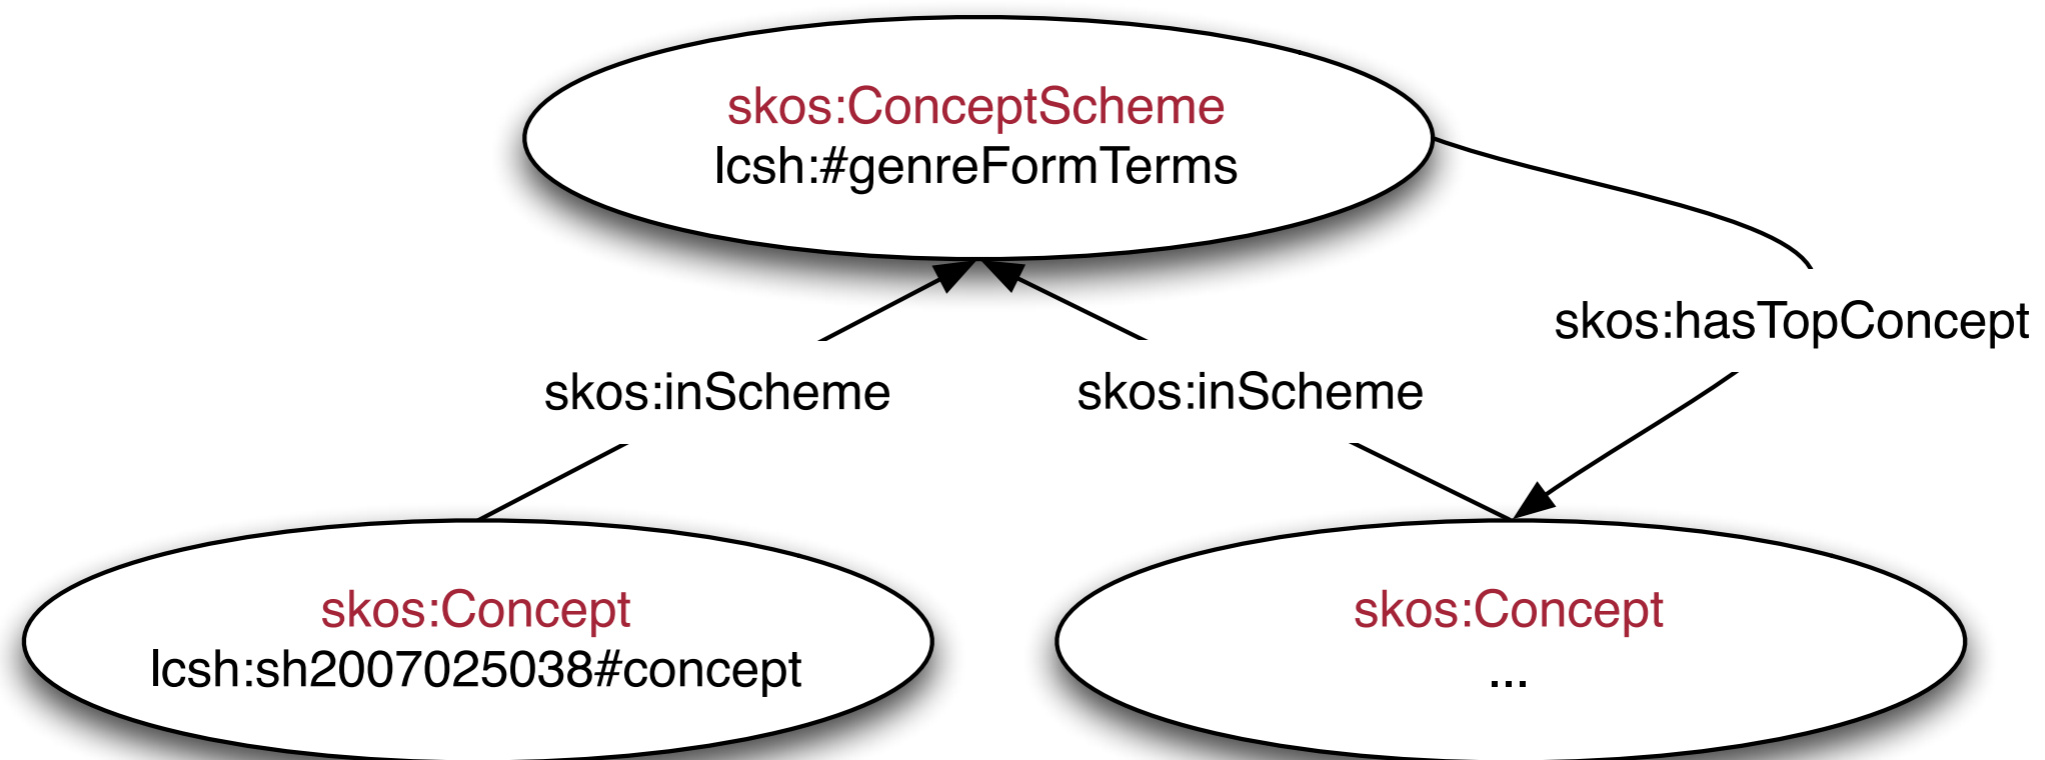 skos:ConceptScheme
lcsh:#genreFormTerms
skos:hasTopConcept
skos:inScheme
skos:inScheme
skos:Concept
lcsh:sh2007025038#concept
skos:Concept
...